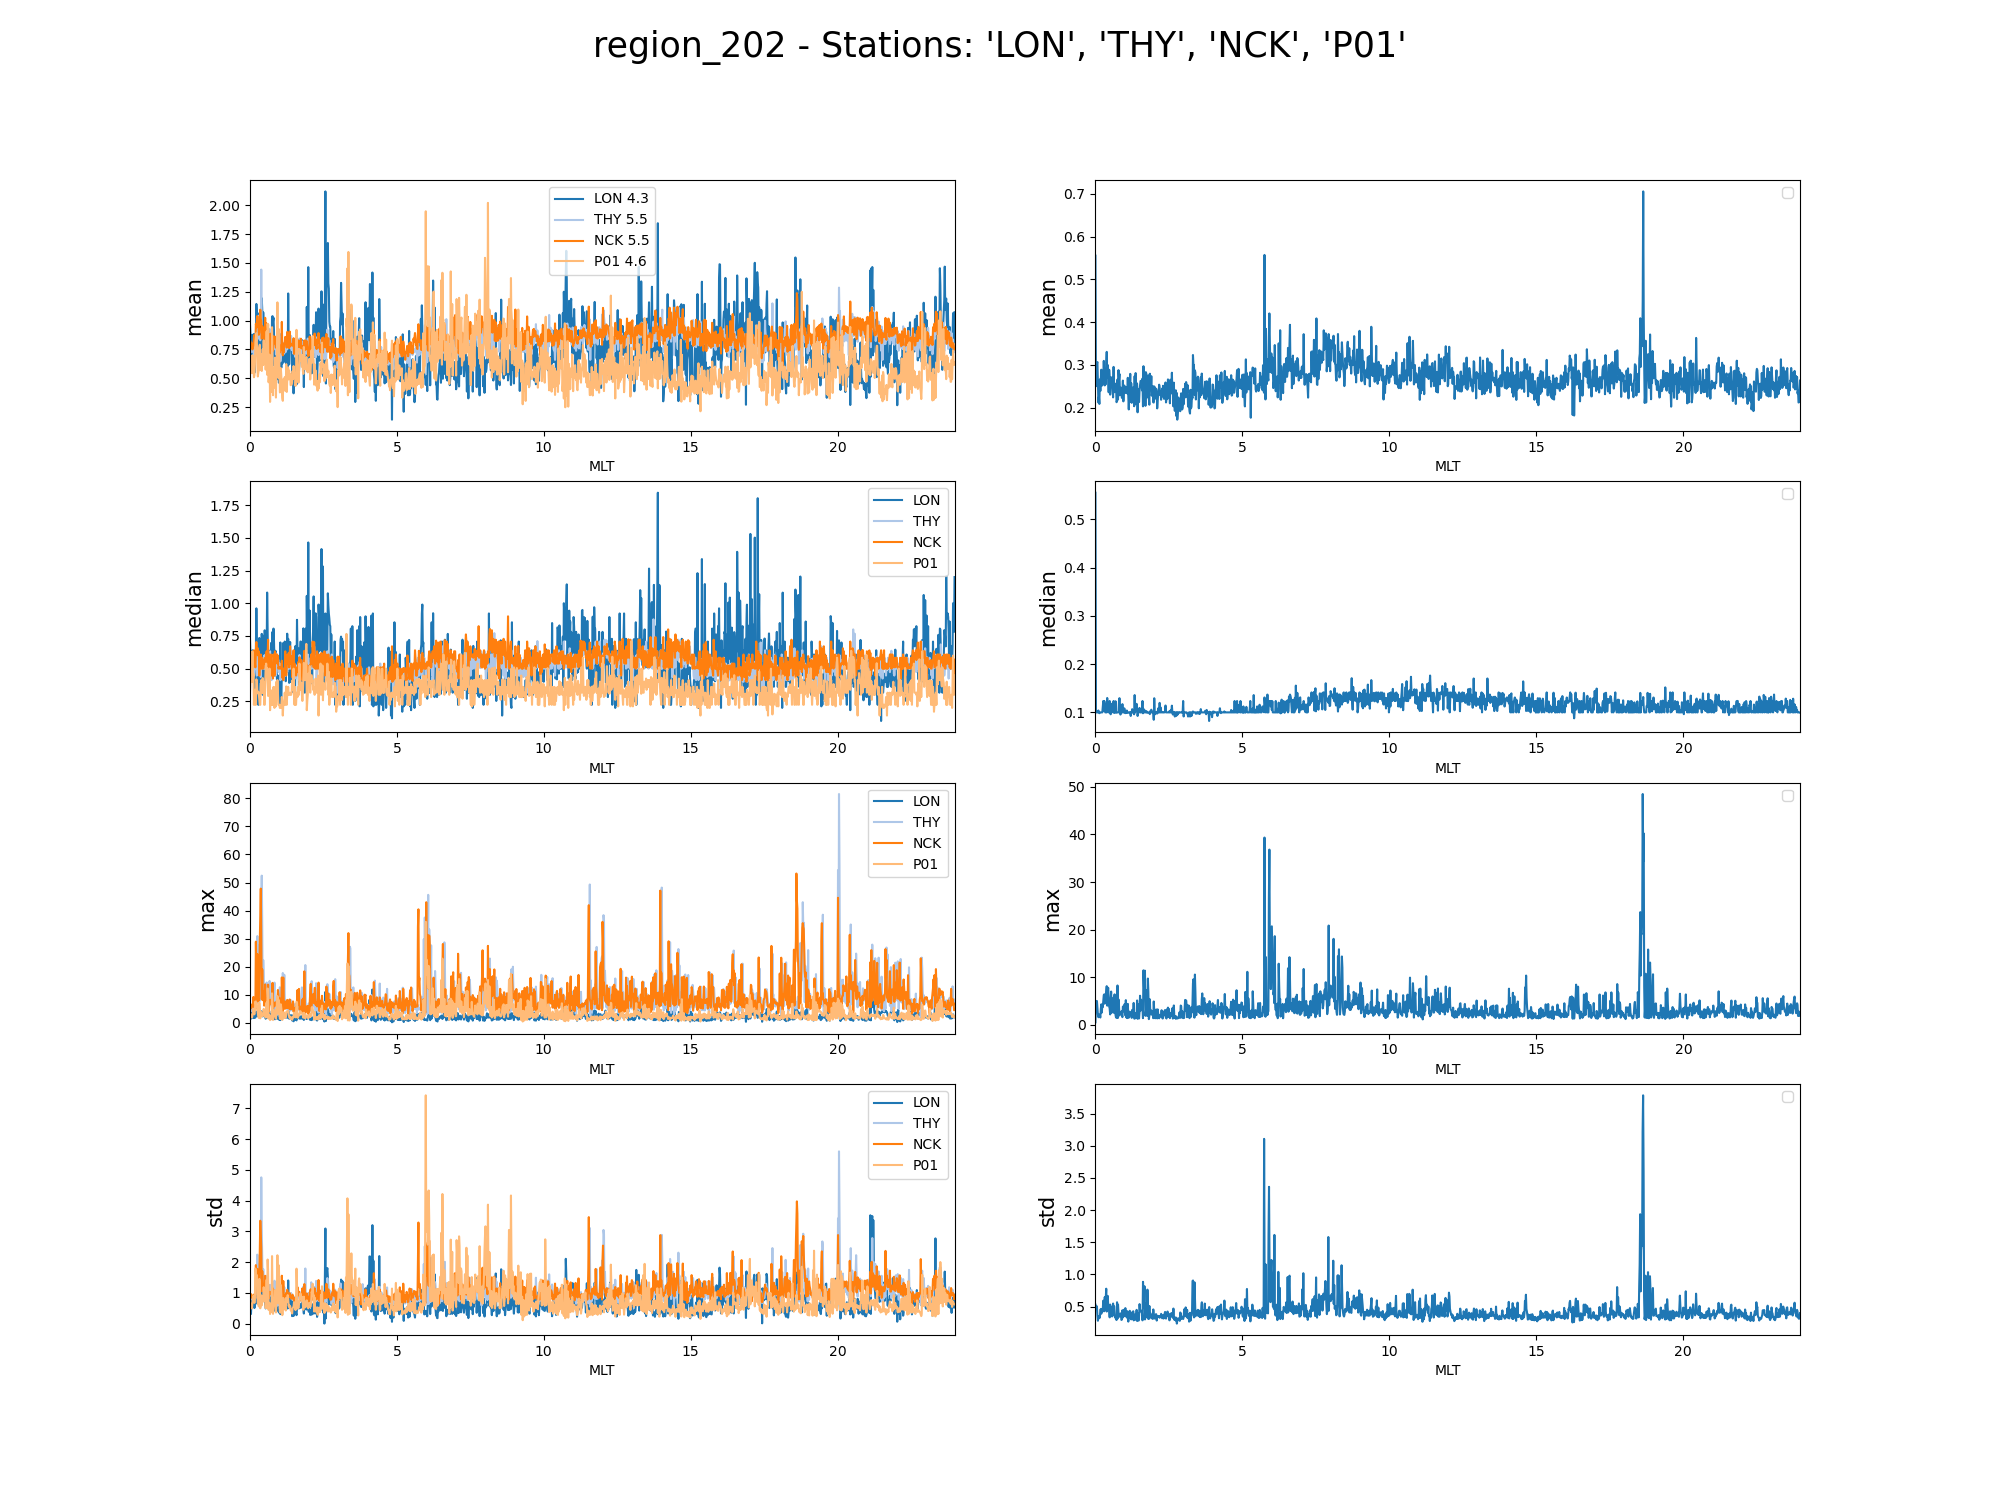 region_202 - Stations: 'LON', 'THY', 'NCK', 'P01'
mean
2.00
1.75
1.50
1.25
1.00
0.75
0.50
0.25
0 5 10 15 20
MLT
LON 4.3
THY 5.5
NCK 5.5
P01 4.6
mean
0.7
0.6
0.5
0.4
0.3
0.2
0 5 10 15 20
MLT
median
1.75
1.50
1.25
1.00
0.75
0.50
0.25
0 5 10 15 20
MLT
LON
THY
NCK
P01
median
0.5
0.4
0.3
0.2
0.1
0 5 10 15 20
MLT
max
80
70
60
50
40
30
20
10
0
0 5 10 15 20
MLT
LON
THY
NCK
P01
max
50
40
30
20
10
0
0 5 10 15 20
MLT
std
7
6
5
4
3
2
1
0
0 5 10 15 20
MLT
LON
THY
NCK
P01
std
3.5
3.0
2.5
2.0
1.5
1.0
0.5
5 10 15 20
MLT